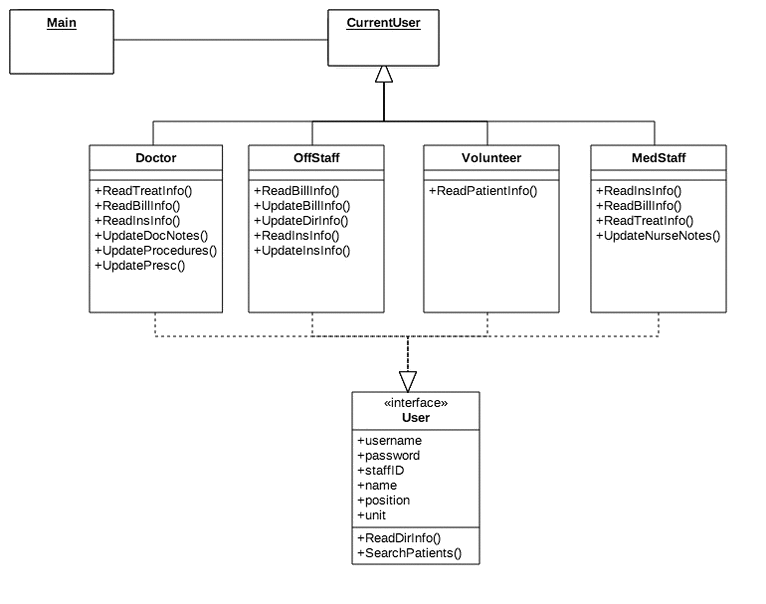 Main
CurrentUser
Doctor
+ReadTreatInfo()
+ReadBillInfo()
+ReadInsInfo()
+UpdateDocNotes()
+UpdateProcedures()
+UpdatePresc()
OffStaff
+ReadBillInfo()
+UpdateBillInfo()
+UpdateDirInfo()
+ReadInsInfo()
+UpdateInsInfo()
Volunteer
+ReadPatientInfo()
MedStaff
+ReadInsInfo()
+ReadBillInfo()
+ReadTreatInfo()
+UpdateNurseNotes()
«interface»
User
+username
+password
+staffID
+name
+position
+unit
+ReadDirInfo()
+SearchPatients()